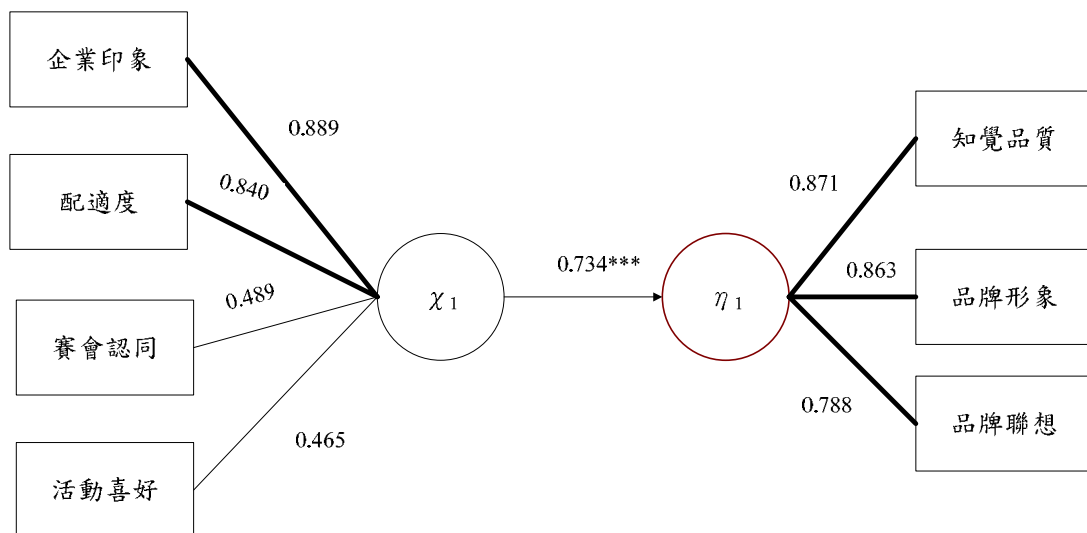 企業印象
0.889
配適度
0.840
賽會認同
0.489
活動喜好
0.465
χ 1
0.734***
η 1
知覺品質
0.871
品牌形象
0.863
品牌聯想
0.788